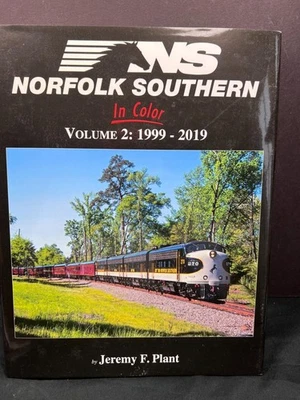 NS
NORFOLK SOUTHERN
In Color
VOLUME 2: 1999 - 2019
by Jeremy F. Plant